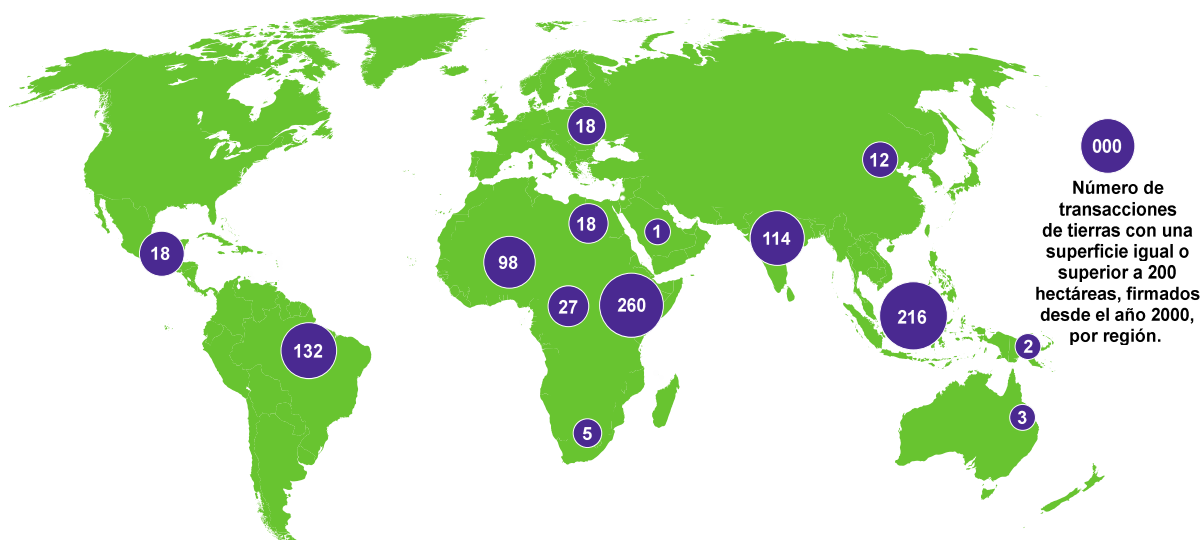 18
12
000
Número de
transacciones
de tierras con una
superficie igual o
superior a 200
hectáreas, firmados
desde el año 2000,
por región.
18
1
114
18
98
27
260
216
132
2
3
5